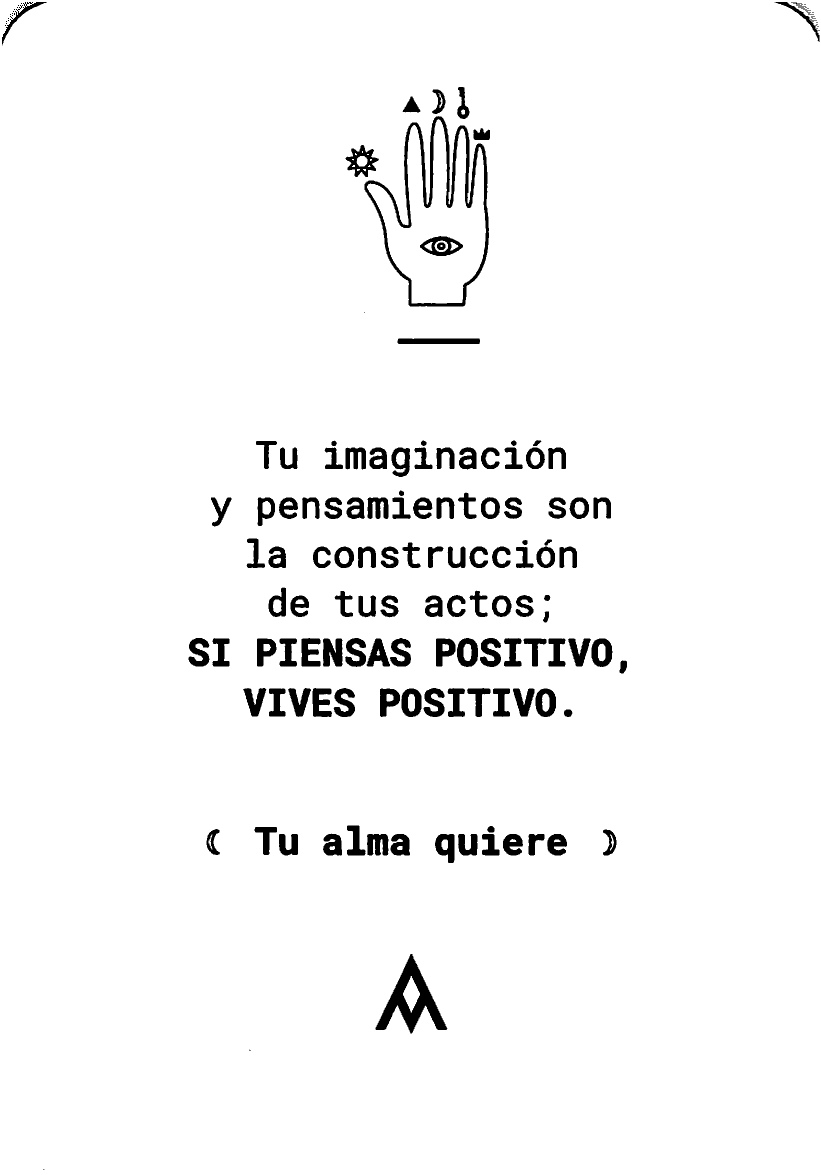 Tu imaginación
y pensamientos son
la construcción
de tus actos;
SI PIENSAS POSITIVO,
VIVES POSITIVO.
Tu alma quiere